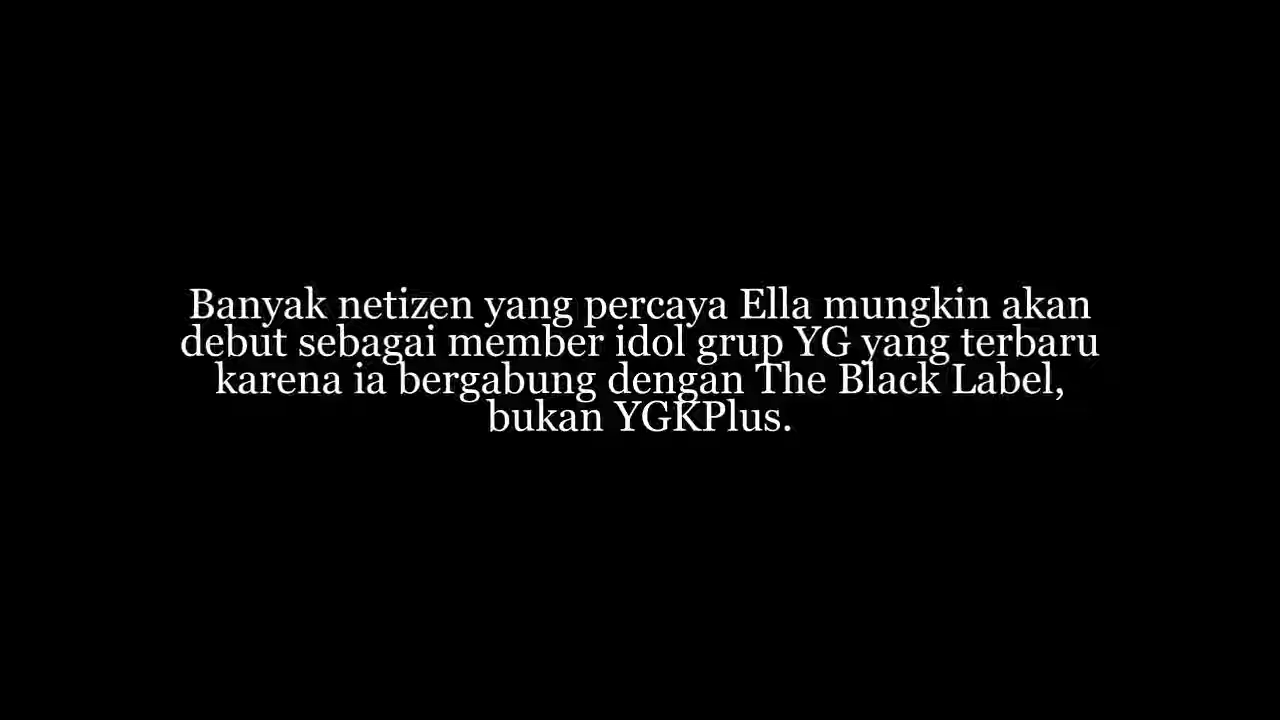 Banyak netizen yang percaya Ella mungkin akan
debut sebagai member idol grup YG yang terbaru
karena ia bergabung dengan The Black Label,
bukan YGKPlus.